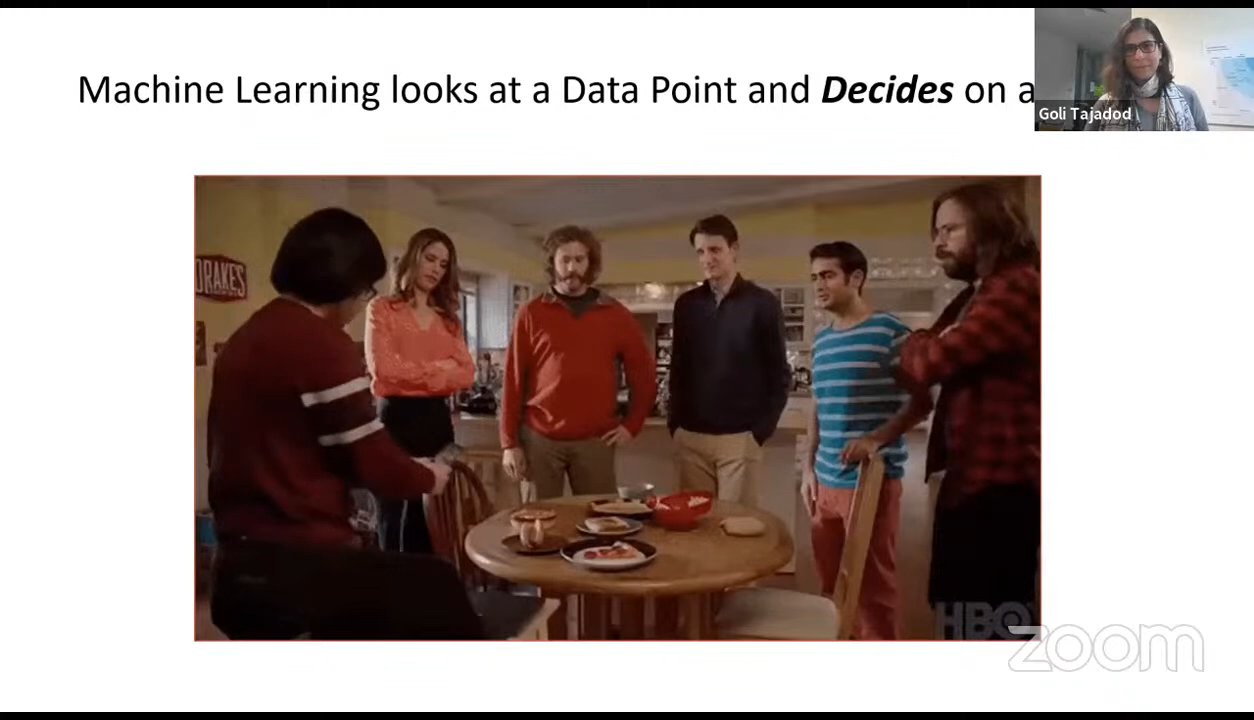 Machine Learning looks at a Data Point and Decides on a
Goli Tajadod
DRAKES
HBO
zoom